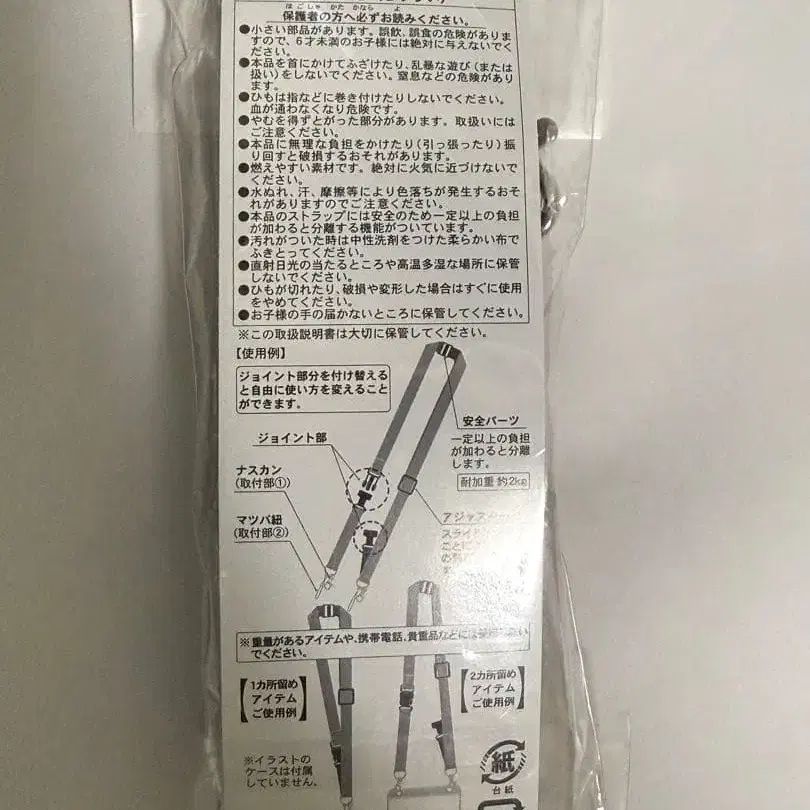 ほごしゃ かた かなら よ
保護者の方へ必ずお読みください。
●小さい部品があります。誤飲、誤食の危険がありま
すので、6才未満のお子様には絶対に与えないでく
ださい。
●本品を首にかけてふざけたり、乱暴な遊び(または
扱い)をしないでください。窒息などの危険があり
ます。
●ひもは指などに巻き付けたりしないでください。
血が通わなくなり危険です。
●やむを得ずとがった部分があります。取扱いには
ご注意ください。
●本品に無理な負担をかけたり(引っ張ったり)振
り回すと破損するおそれがあります。
●燃えやすい素材です。絶対に火気に近づけないで
ください。
●水ぬれ、汗、摩擦等により色落ちが発生するおそ
れがありますのでご注意ください。
●本品のストラップには安全のため一定以上の負担
が加わると分離する機能がついています。
●汚れがついた時は中性洗剤をつけた柔らかい布で
ふきとってください。
●直射日光の当たるところや高温多湿な場所に保管
しないでください。
●ひもが切れたり、破損や変形した場合はすぐに使用
をやめてください。
●お子様の手の届かないところに保管してください。
※この取扱説明書は大切に保管してください。
【使用例】
ジョイント部分を付け替える
と自由に使い方を変えること
ができます。
安全パーツ
一定以上の負担
が加わると分離
します。
耐加重 約2kg
ジョイント部
ナスカン
(取付部①)
マツバ紐
(取付部②)
アジャス
スライド
ことに
※重量があるアイテムや、携帯電話、貴重品などには使用しない
でください。
【1カ所留め
アイテム
ご使用例】
【2カ所留め
アイテム
ご使用例】
※イラストの
ケースは付属
していません。
紙
台紙